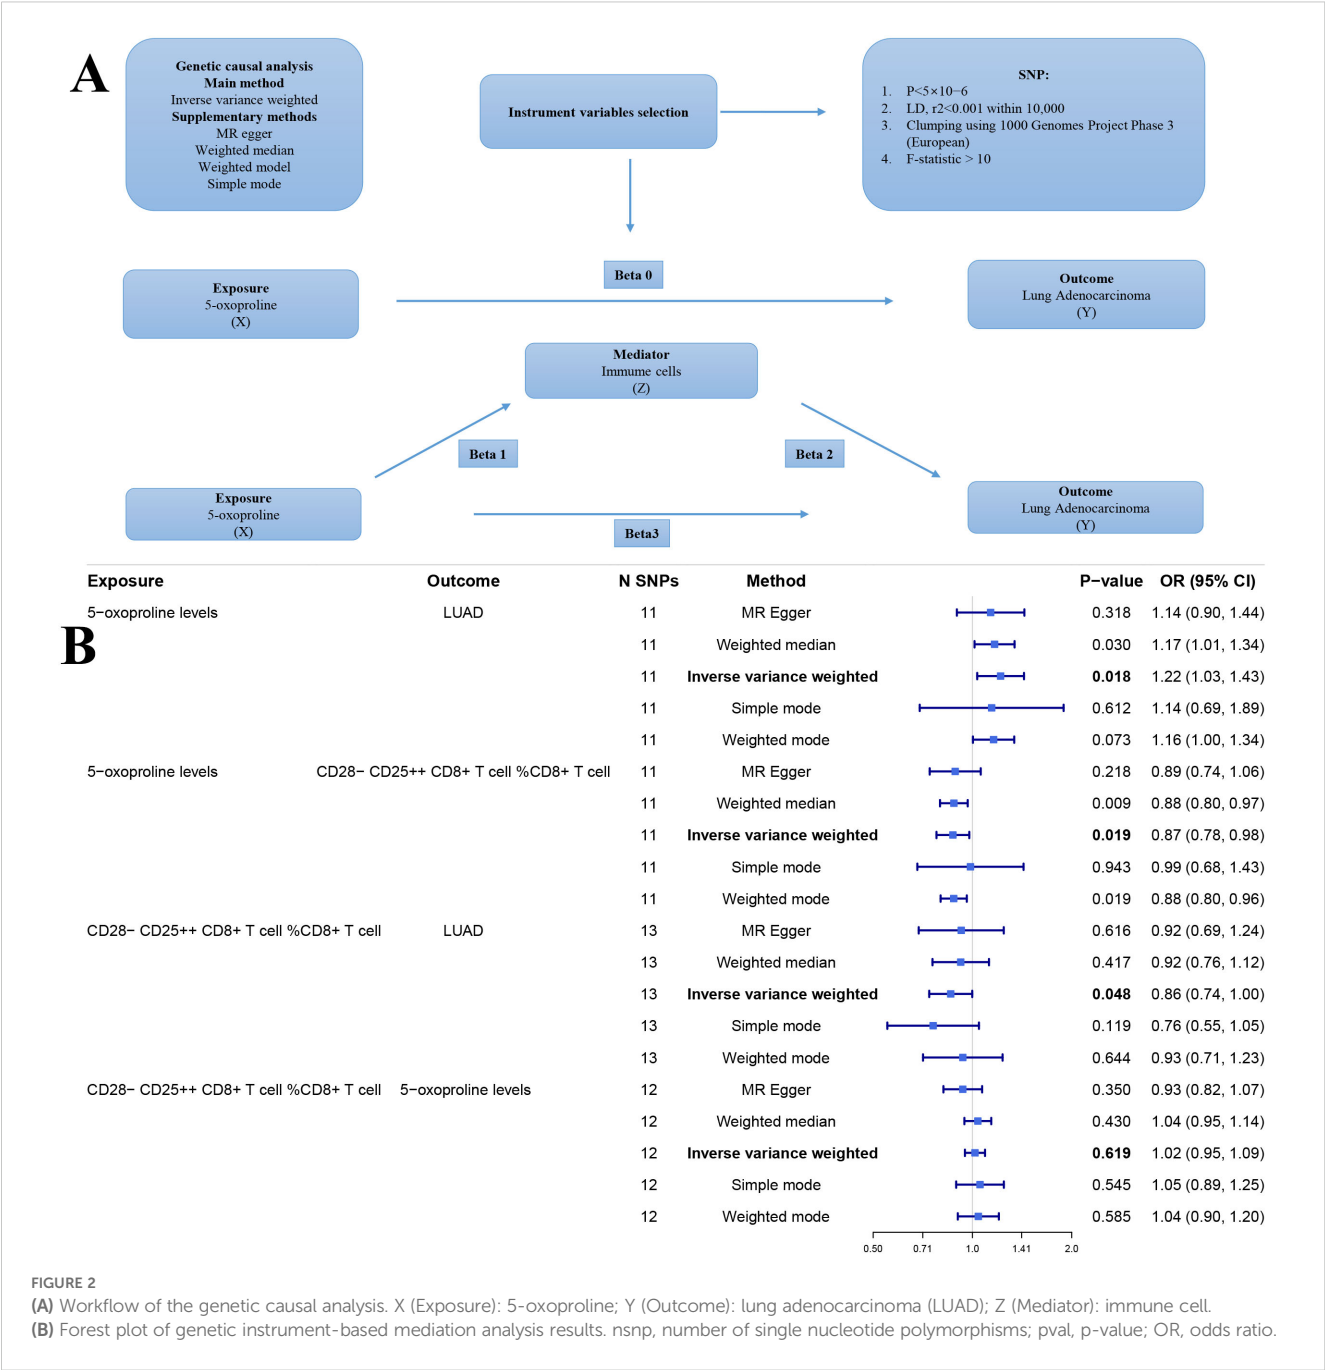 A
Genetic causal analysis
Main method
Inverse variance weighted
Supplementary methods
MR egger
Weighted median
Weighted model
Simple mode
Instrument variables selection
SNP:
1. P<5×10−6
2. LD, r2<0.001 within 10,000
3. Clumping using 1000 Genomes Project Phase 3
(European)
4. F-statistic > 10
Beta 0
Exposure
5-oxoproline
(X)
Outcome
Lung Adenocarcinoma
(Y)
Mediator
Immume cells
(Z)
Beta 1
Beta 2
Exposure
5-oxoproline
(X)
Beta3
Outcome
Lung Adenocarcinoma
(Y)
B
Exposure Outcome N SNPs Method P−value OR (95% CI)
5−oxoproline levels LUAD 11 MR Egger 0.318 1.14 (0.90, 1.44)
11 Weighted median 0.030 1.17 (1.01, 1.34)
11 Inverse variance weighted 0.018 1.22 (1.03, 1.43)
11 Simple mode 0.612 1.14 (0.69, 1.89)
11 Weighted mode 0.073 1.16 (1.00, 1.34)
5−oxoproline levels CD28− CD25++ CD8+ T cell %CD8+ T cell 11 MR Egger 0.218 0.89 (0.74, 1.06)
11 Weighted median 0.009 0.88 (0.80, 0.97)
11 Inverse variance weighted 0.019 0.87 (0.78, 0.98)
11 Simple mode 0.943 0.99 (0.68, 1.43)
11 Weighted mode 0.019 0.88 (0.80, 0.96)
CD28− CD25++ CD8+ T cell %CD8+ T cell LUAD 13 MR Egger 0.616 0.92 (0.69, 1.24)
13 Weighted median 0.417 0.92 (0.76, 1.12)
13 Inverse variance weighted 0.048 0.86 (0.74, 1.00)
13 Simple mode 0.119 0.76 (0.55, 1.05)
13 Weighted mode 0.644 0.93 (0.71, 1.23)
CD28− CD25++ CD8+ T cell %CD8+ T cell 5−oxoproline levels 12 MR Egger 0.350 0.93 (0.82, 1.07)
12 Weighted median 0.430 1.04 (0.95, 1.14)
12 Inverse variance weighted 0.619 1.02 (0.95, 1.09)
12 Simple mode 0.545 1.05 (0.89, 1.25)
12 Weighted mode 0.585 1.04 (0.90, 1.20)
0.50 0.71 1.0 1.41 2.0
FIGURE 2
(A) Workflow of the genetic causal analysis. X (Exposure): 5-oxoproline; Y (Outcome): lung adenocarcinoma (LUAD); Z (Mediator): immune cell.
(B) Forest plot of genetic instrument-based mediation analysis results. nsnp, number of single nucleotide polymorphisms; pval, p-value; OR, odds ratio.